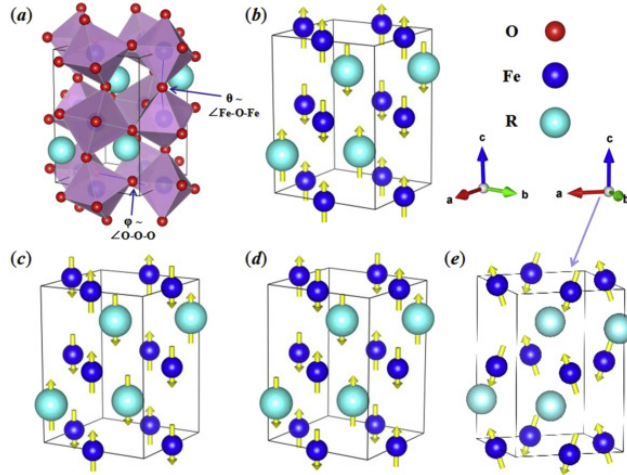 (a)
(b)
O
Fe
R
θ ~
∠Fe-O-Fe
φ ~
∠O-O-O
c
a
b
c
a
b
(c)
(d)
(e)